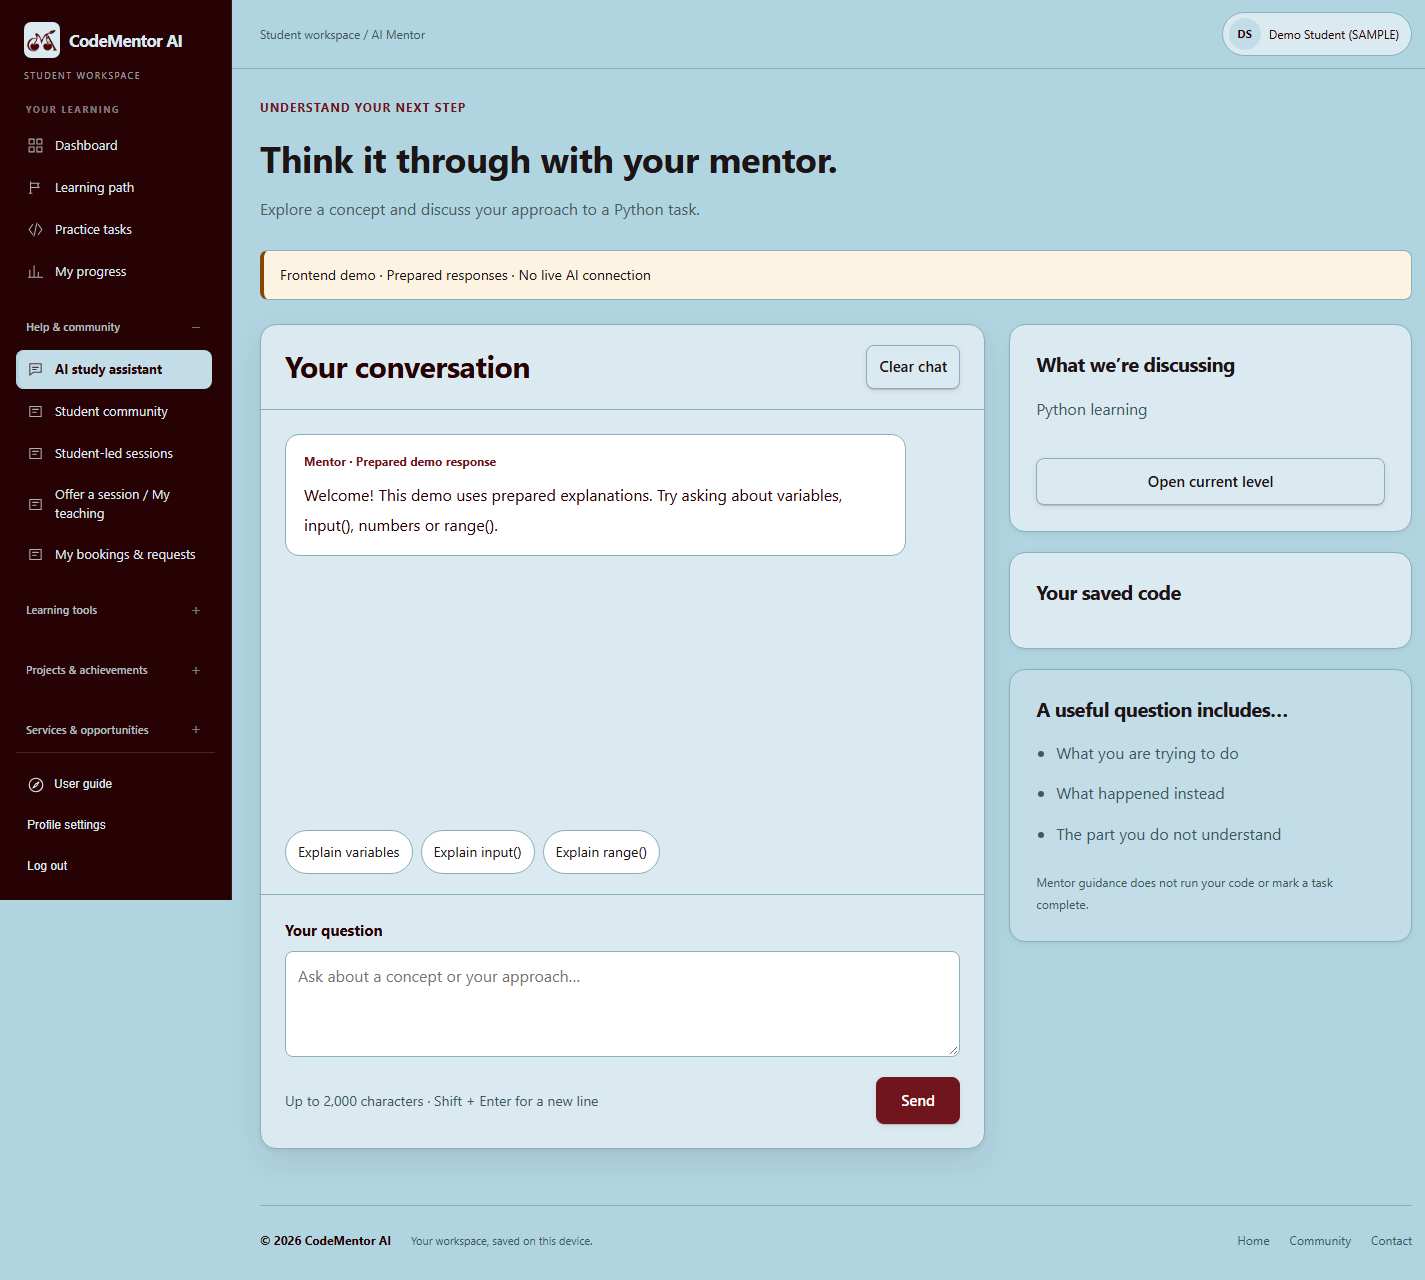 CodeMentor AI
STUDENT WORKSPACE
YOUR LEARNING
Dashboard
Learning path
Practice tasks
My progress
Help & community
AI study assistant
Student community
Student-led sessions
Offer a session / My
teaching
My bookings & requests
Learning tools
Projects & achievements
Services & opportunities
User guide
Profile settings
Log out
Student workspace / AI Mentor
DS
Demo Student (SAMPLE)
UNDERSTAND YOUR NEXT STEP
Think it through with your mentor.
Explore a concept and discuss your approach to a Python task.
Frontend demo · Prepared responses · No live AI connection
Your conversation
Clear chat
Mentor · Prepared demo response
Welcome! This demo uses prepared explanations. Try asking about variables,
input(), numbers or range().
Explain variables
Explain input()
Explain range()
Your question
Ask about a concept or your approach…
Up to 2,000 characters · Shift + Enter for a new line
Send
What we’re discussing
Python learning
Open current level
Your saved code
A useful question includes…
• What you are trying to do
• What happened instead
• The part you do not understand
Mentor guidance does not run your code or mark a task
complete.
© 2026 CodeMentor AI
Your workspace, saved on this device.
Home
Community
Contact